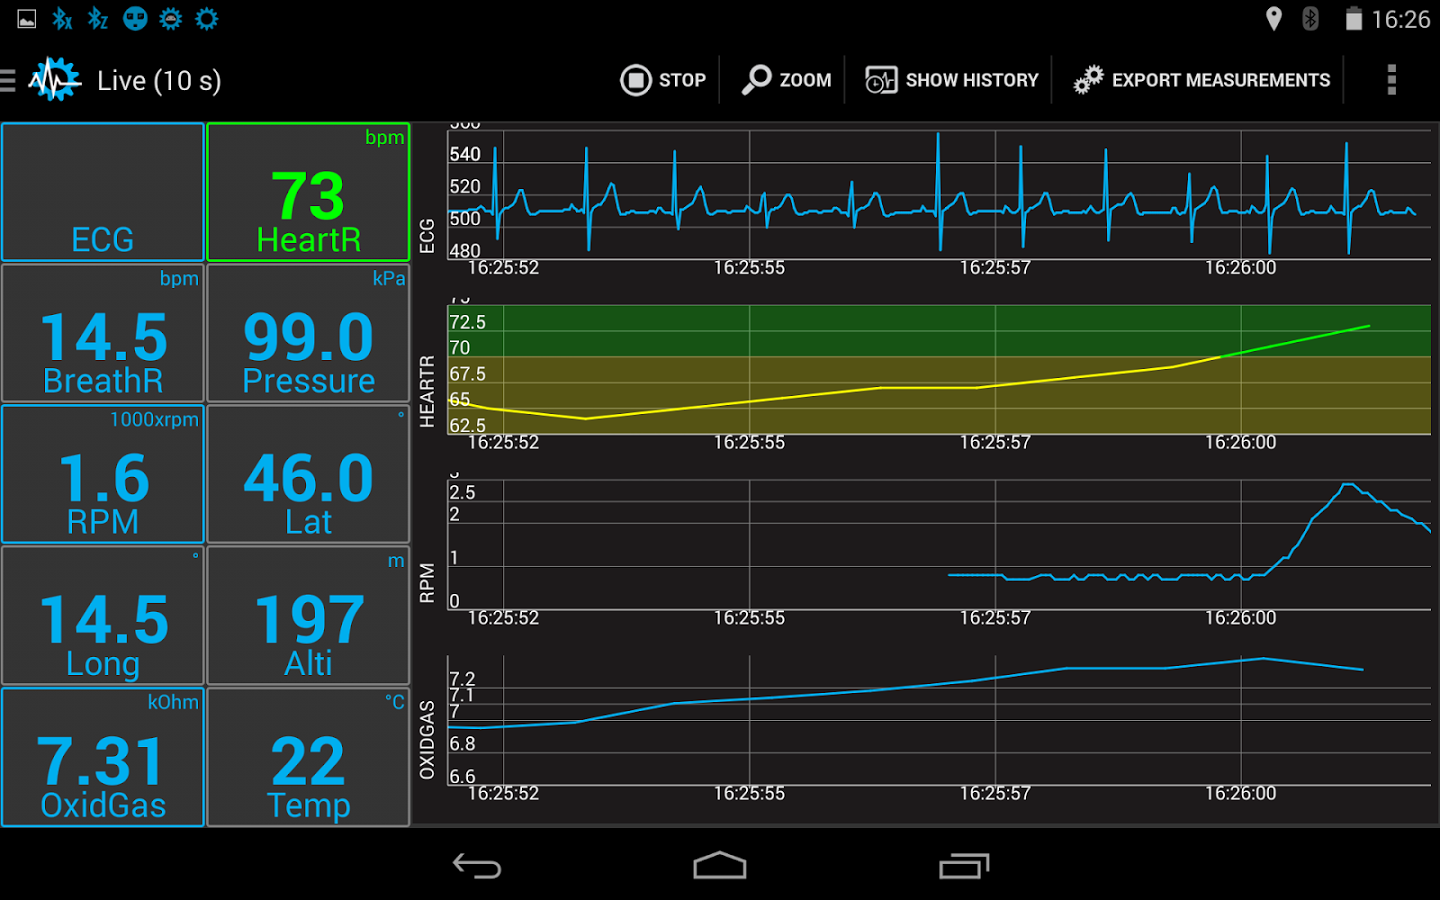 16:26
Live (10 s)
STOP
ZOOM
SHOW HISTORY
EXPORT MEASUREMENTS
ECG
bpm
73
HeartR
bpm
14.5
BreathR
kPa
99.0
Pressure
1000xrpm
1.6
RPM
°
46.0
Lat
°
14.5
Long
m
197
Alti
kOhm
7.31
OxidGas
°C
22
Temp
ECG
540
520
500
480
16:25:52
16:25:55
16:25:57
16:26:00
HEARTR
72.5
70
67.5
65
62.5
16:25:52
16:25:55
16:25:57
16:26:00
RPM
2.5
2
1
0
16:25:52
16:25:55
16:25:57
16:26:00
OXIDGAS
7.2
7.1
7
6.8
6.6
16:25:52
16:25:55
16:25:57
16:26:00